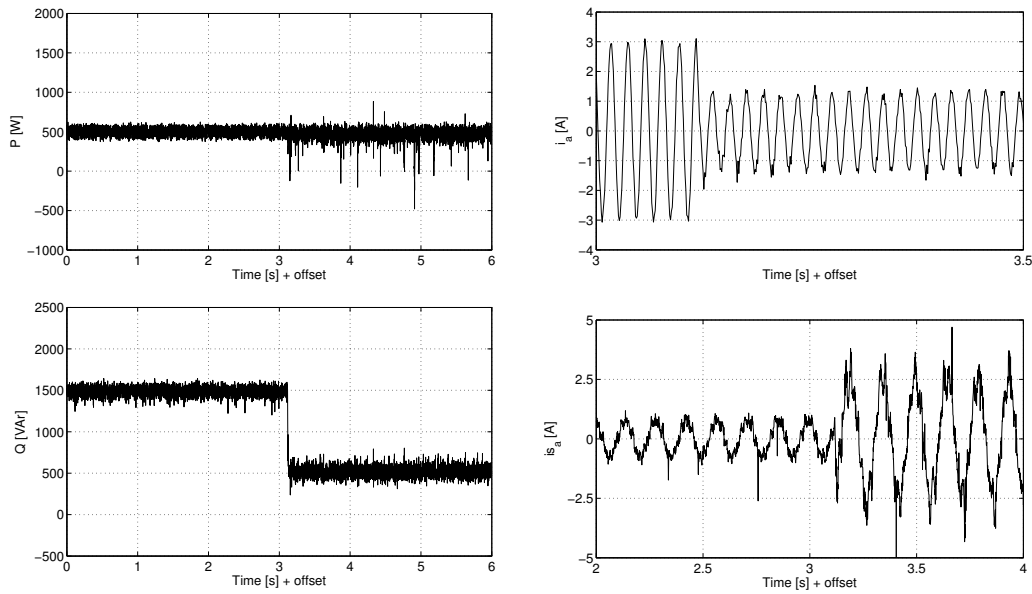 2000
1500
1000
500
0
−500
−1000
P [W]
0 1 2 3 4 5 6
Time [s] + offset
4
3
2
1
0
−1
−2
−3
−4
i_a [A]
3 3.5
Time [s] + offset
2500
2000
1500
1000
500
0
−500
Q [VAr]
0 1 2 3 4 5 6
Time [s] + offset
5
2.5
0
−2.5
−5
is_a [A]
2 2.5 3 3.5 4
Time [s] + offset